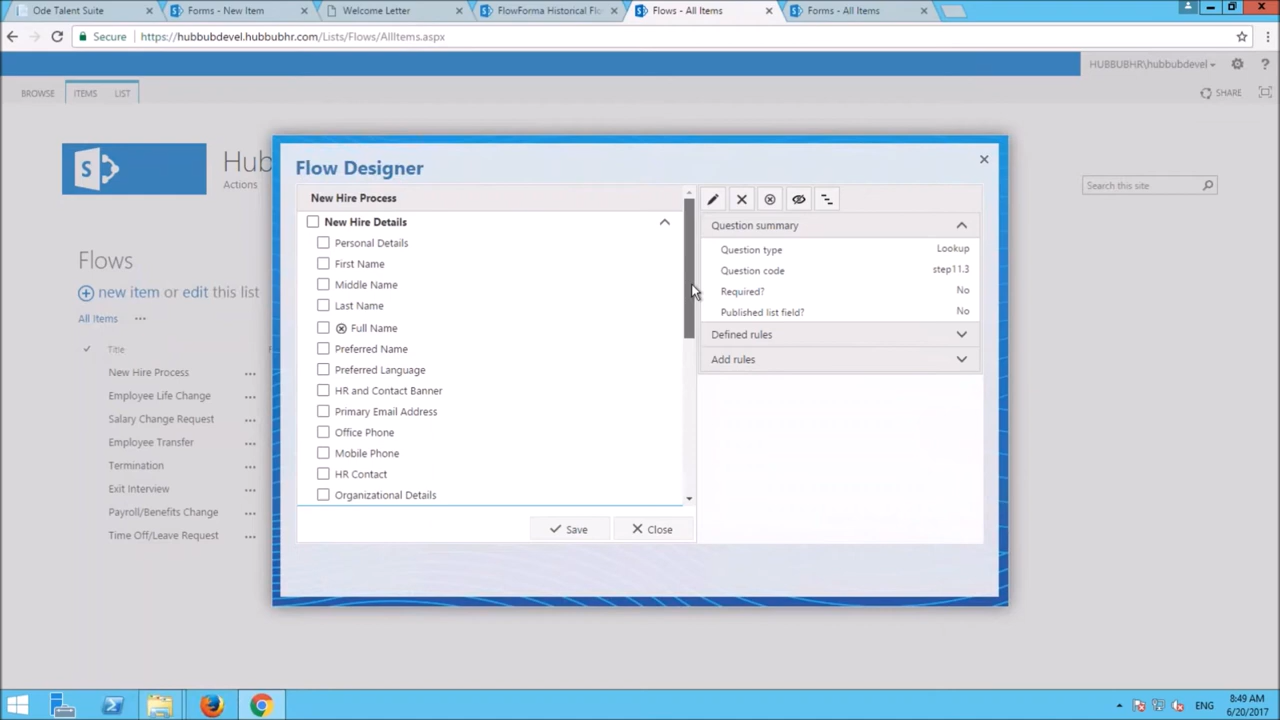 Ode Talent Suite
Forms - New Item
Welcome Letter
FlowForma Historical Flo
Flows - All Items
Forms - All Items
Secure
https://hubbubdevel.hubbubhr.com/Lists/Flows/AllItems.aspx
HUBBUBHR\hubbubdevel
?
BROWSE
ITEMS
LIST
SHARE
S
Hub
Actions
Search this site
Flows
new item or edit this list
All Items
Title
New Hire Process
Employee Life Change
Salary Change Request
Employee Transfer
Termination
Exit Interview
Payroll/Benefits Change
Time Off/Leave Request
Flow Designer
New Hire Process
New Hire Details
Personal Details
First Name
Middle Name
Last Name
Full Name
Preferred Name
Preferred Language
HR and Contact Banner
Primary Email Address
Office Phone
Mobile Phone
HR Contact
Organizational Details
Save
Close
Question summary
Question type Lookup
Question code step11.3
Required? No
Published list field? No
Defined rules
Add rules
ENG
8:49 AM
6/20/2017